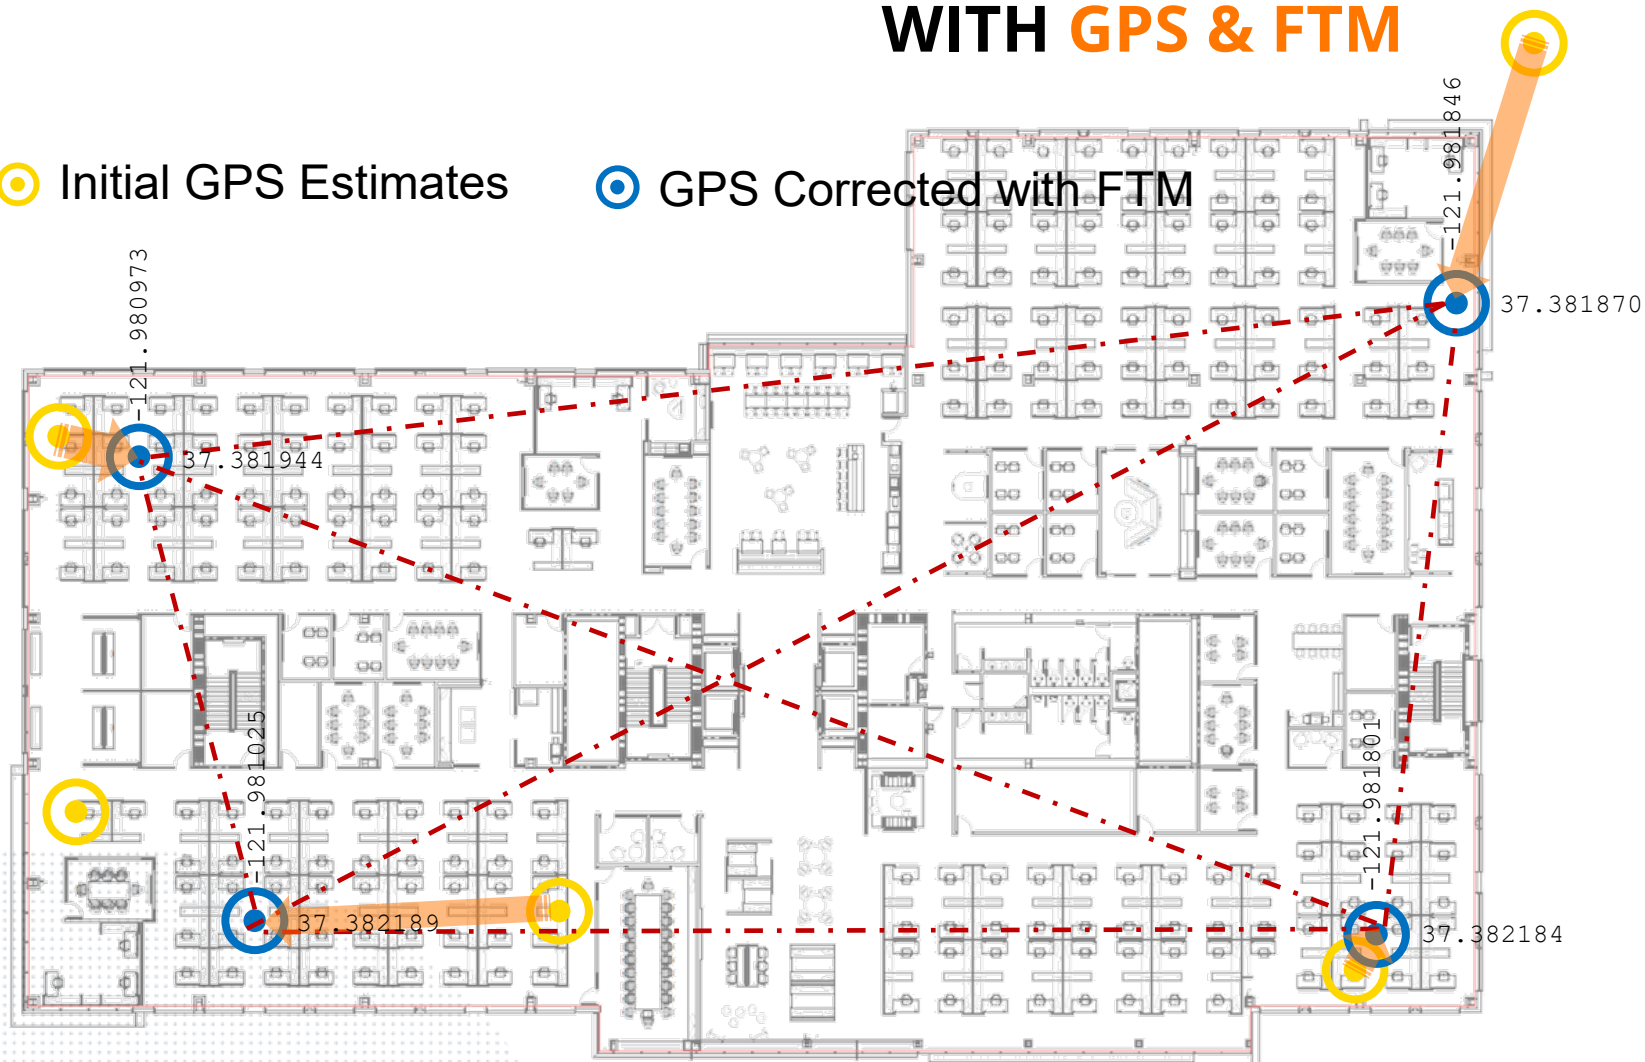 WITH GPS & FTM
Initial GPS Estimates
GPS Corrected with FTM
-121.981846
37.381870
-121.980973
37.381944
-121.981025
37.382189
-121.981801
37.382184